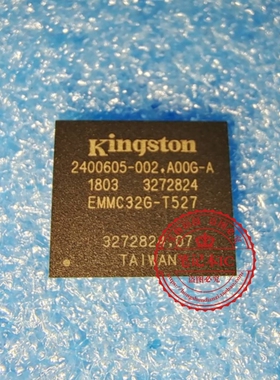 Kingston
2400605-002.A00G-A
1803 3272824
EMMC32G-T527
3272824.07
TAIWAN